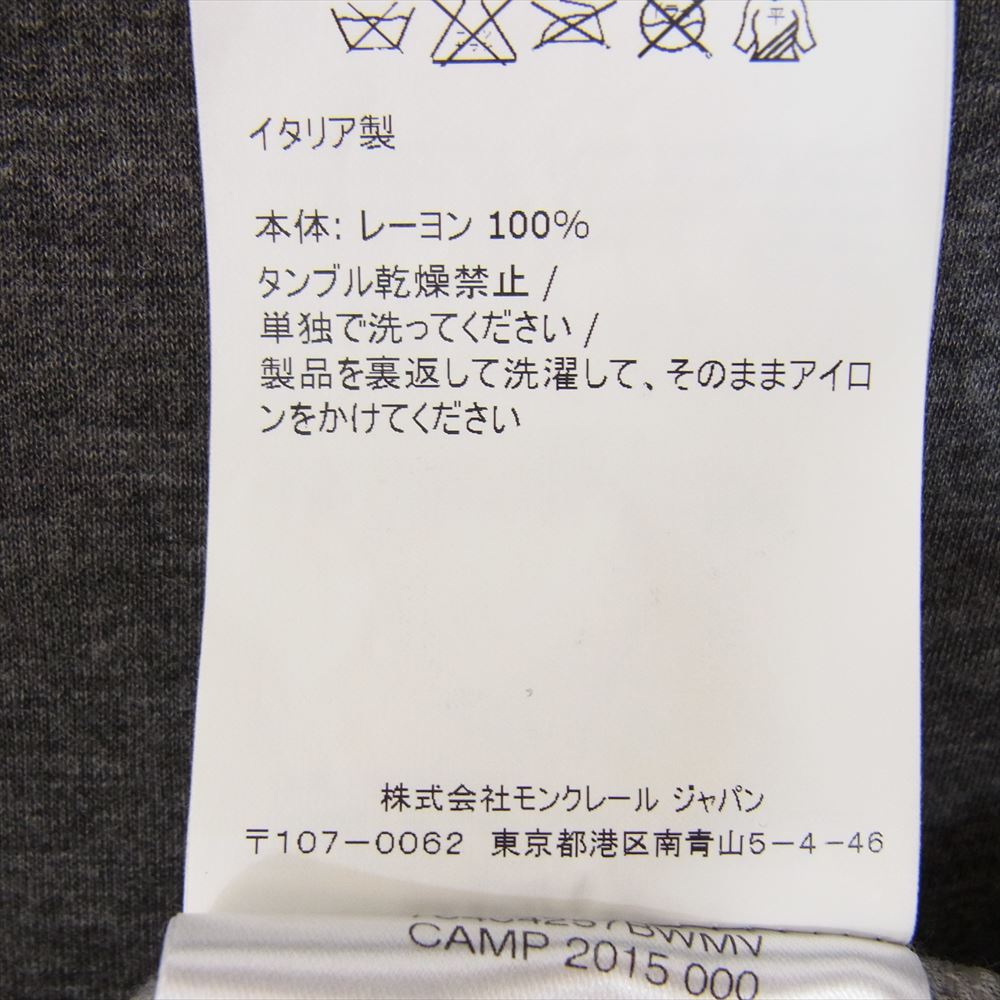 平
イタリア製
本体: レーヨン 100%
タンブル乾燥禁止 /
単独で洗ってください /
製品を裏返して洗濯して、そのままアイロ
ンをかけてください
株式会社モンクレール ジャパン
〒107-0062 東京都港区南青山5-4-46
CAMP 2015 000